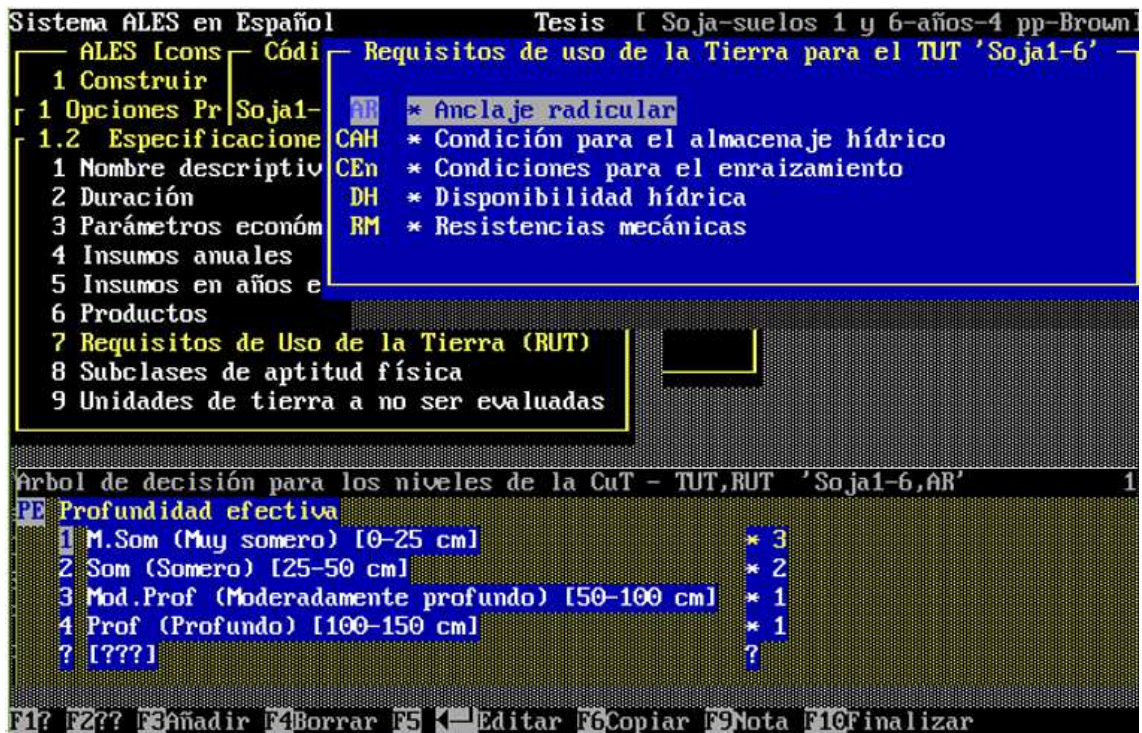 Sistema ALES en Español Tesis [ Soja-suelos 1 y 6-años-4 pp-Brown]
ALES [cons
Códi
1 Construir
1 Opciones Pr
Soja1-
1.2 Especificacione
1 Nombre descriptiv
2 Duración
3 Parámetros económ
4 Insumos anuales
5 Insumos en años e
6 Productos
7 Requisitos de Uso de la Tierra (RUT)
8 Subclases de aptitud física
9 Unidades de tierra a no ser evaluadas
Requisitos de uso de la Tierra para el TUT 'Soja1-6'
AR * Anclaje radicular
CAH * Condición para el almacenaje hídrico
CEn * Condiciones para el enraizamiento
DH * Disponibilidad hídrica
RM * Resistencias mecánicas
Arbol de decisión para los niveles de la CuT - TUT,RUT 'Soja1-6,AR' 1
PE Profundidad efectiva
1 M.Som (Muy somero) [0-25 cm] * 3
2 Som (Somero) [25-50 cm] * 2
3 Mod.Prof (Moderadamente profundo) [50-100 cm] * 1
4 Prof (Profundo) [100-150 cm] * 1
? [???] ?
F1? F2?? F3Añadir F4Borrar F5 ◄─┘Editar F6Copiar F9Nota F10Finalizar